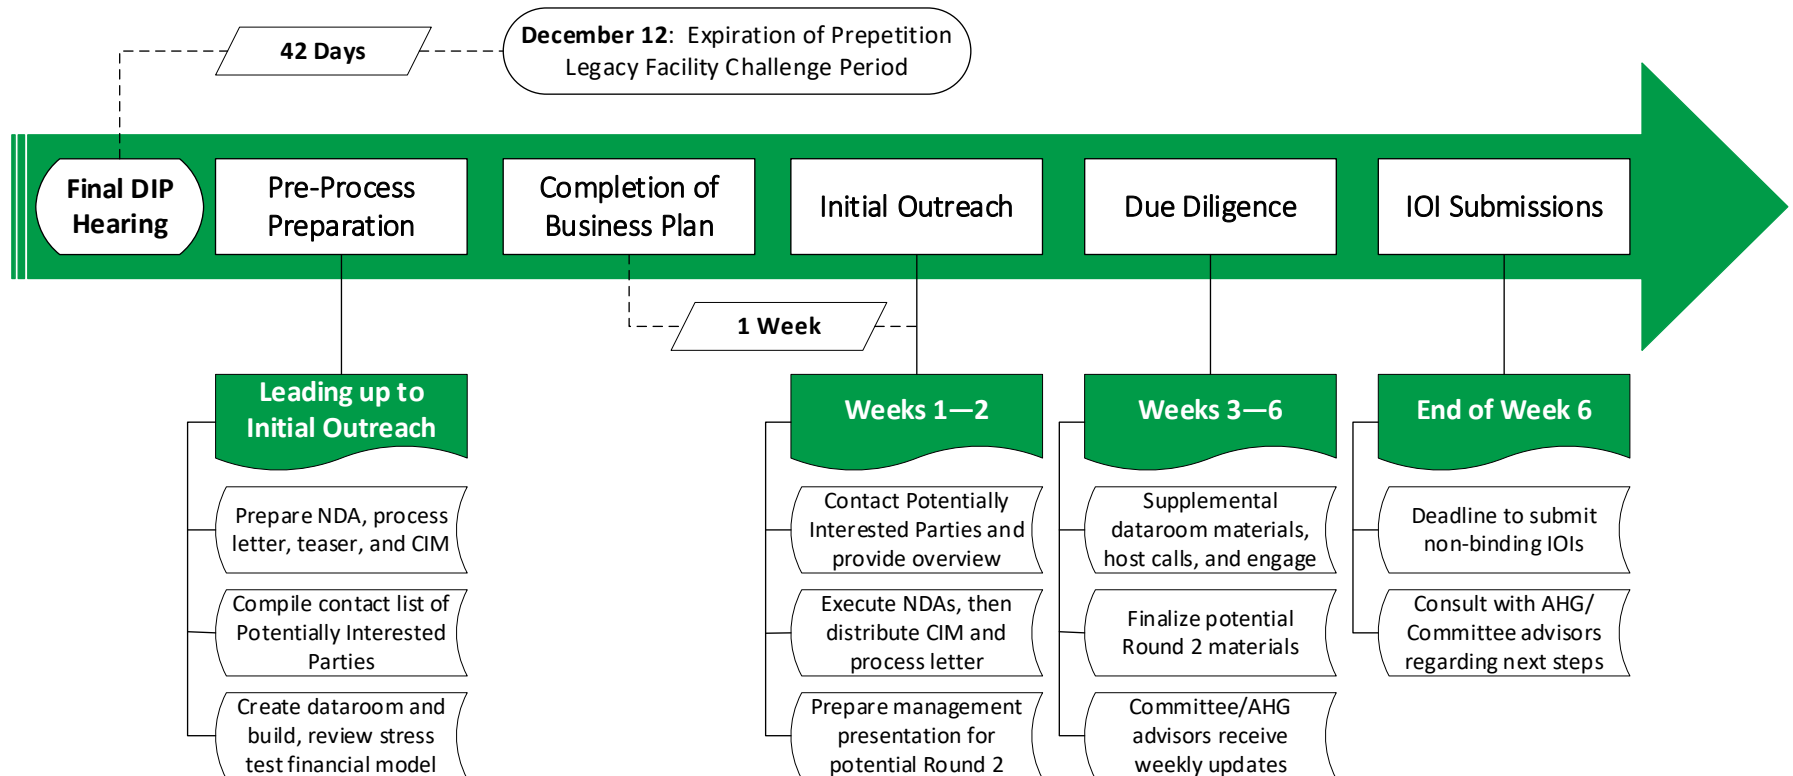 42 Days
December 12: Expiration of Prepetition
Legacy Facility Challenge Period
Final DIP
Hearing
Pre-Process
Preparation
Completion of
Business Plan
Initial Outreach
Due Diligence
IOI Submissions
1 Week
Leading up to
Initial Outreach
Prepare NDA, process
letter, teaser, and CIM
Compile contact list of
Potentially Interested
Parties
Create dataroom and
build, review stress
test financial model
Weeks 1—2
Contact Potentially
Interested Parties and
provide overview
Execute NDAs, then
distribute CIM and
process letter
Prepare management
presentation for
potential Round 2
Weeks 3—6
Supplemental
dataroom materials,
host calls, and engage
Finalize potential
Round 2 materials
Committee/AHG
advisors receive
weekly updates
End of Week 6
Deadline to submit
non-binding IOIs
Consult with AHG/
Committee advisors
regarding next steps